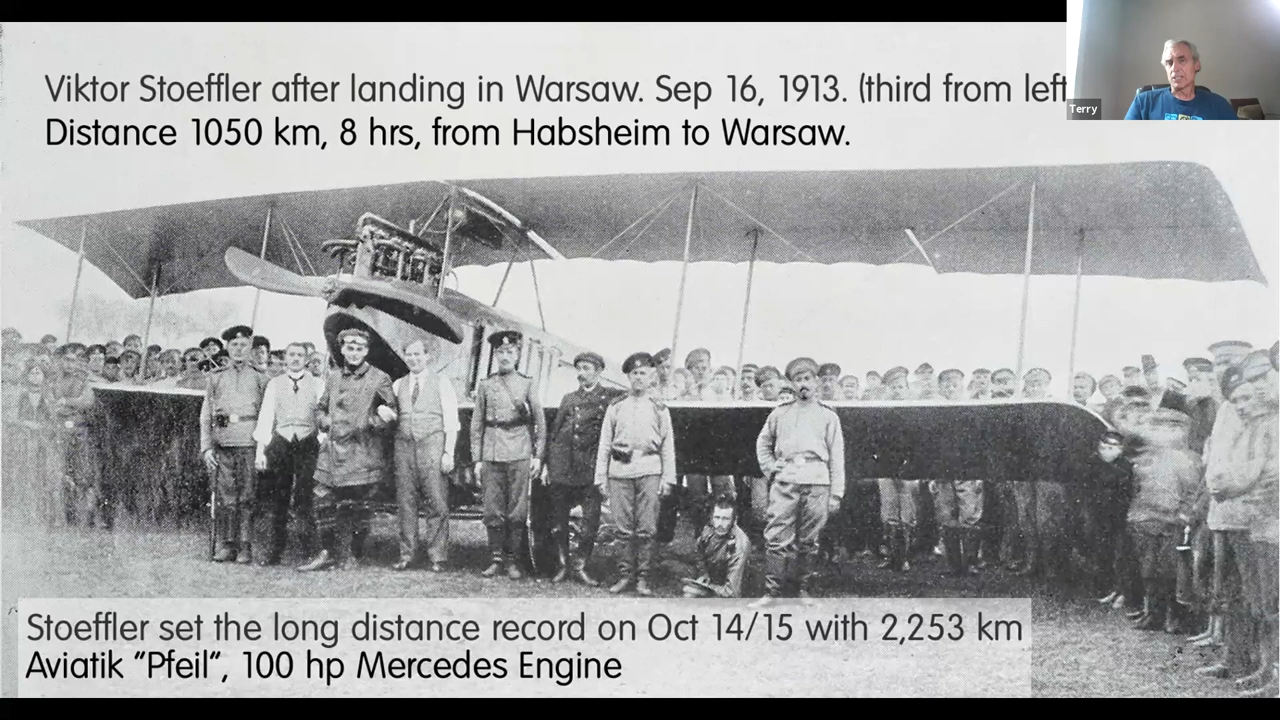 Viktor Stoeffler after landing in Warsaw. Sep 16, 1913. (third from left
Distance 1050 km, 8 hrs, from Habsheim to Warsaw.
Terry
Stoeffler set the long distance record on Oct 14/15 with 2,253 km
Aviatik "Pfeil", 100 hp Mercedes Engine